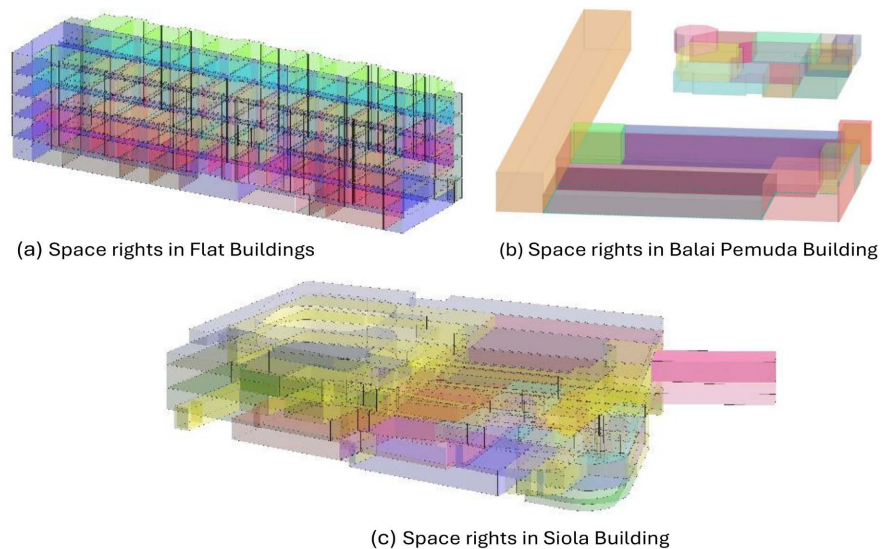 (a) Space rights in Flat Buildings
(b) Space rights in Balai Pemuda Building
(c) Space rights in Siola Building